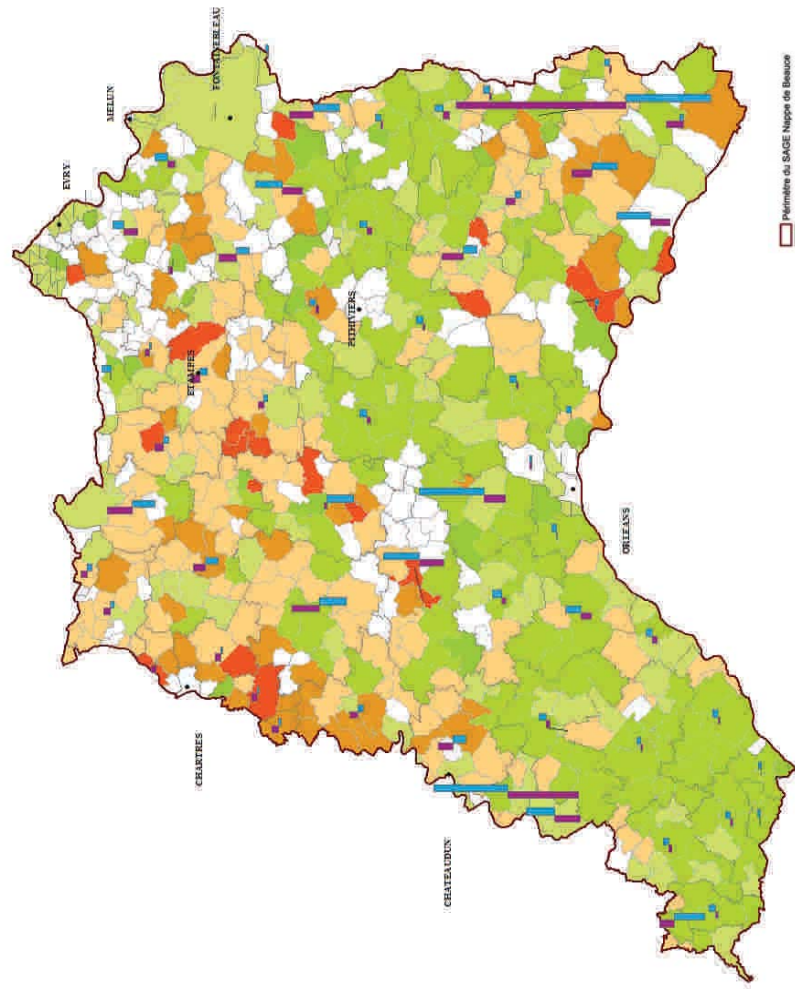 FONTAINEBLEAU
MELUN
EVRY
PITHIVIERS
ETAMPES
ORLEANS
CHARTRES
CHATEAUDUN
Périmètre du SAGE Nappe de Beauce